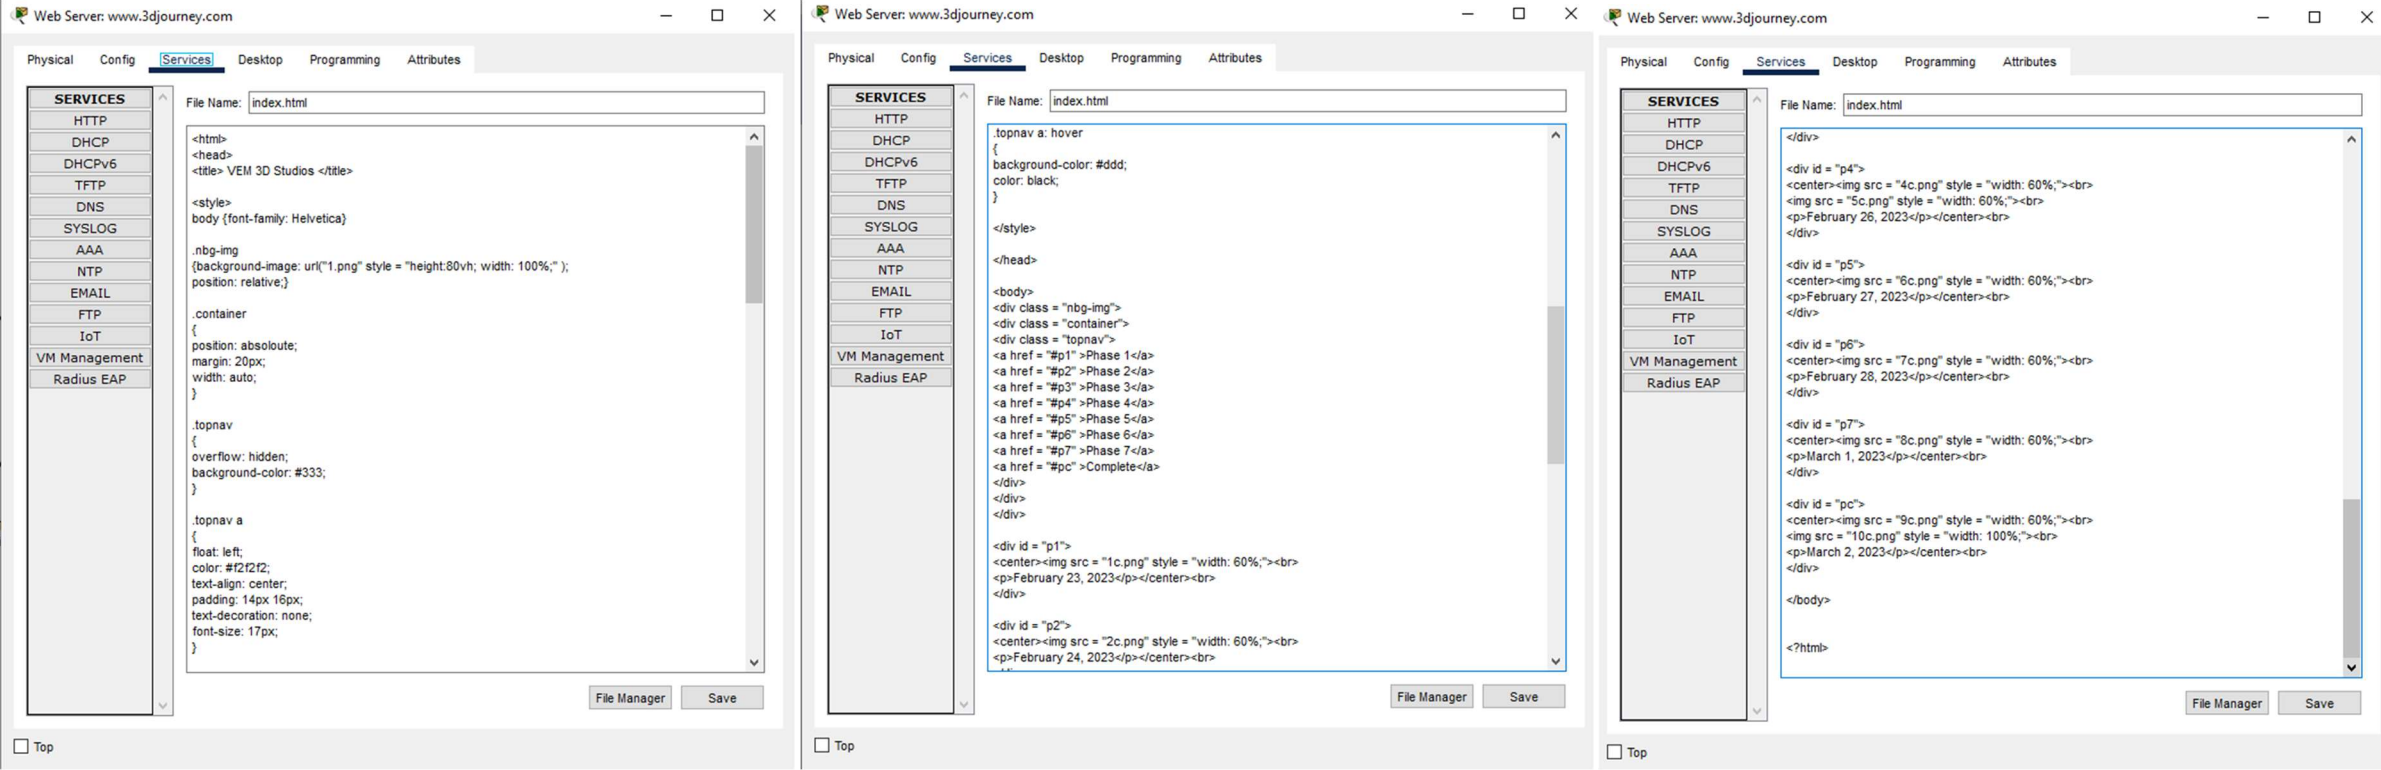 Web Server: www.3djourney.com
Physical Config Services Desktop Programming Attributes
SERVICES
HTTP
DHCP
DHCPv6
TFTP
DNS
SYSLOG
AAA
NTP
EMAIL
FTP
IoT
VM Management
Radius EAP
File Name: index.html
<html>
<head>
<title> VEM 3D Studios </title>
<style>
body {font-family: Helvetica}
.nbg-img
{background-image: url("1.png" style = "height:80vh; width: 100%;" );
position: relative;}
.container
{
position: absoloute;
margin: 20px;
width: auto;
}
.topnav
{
overflow: hidden;
background-color: #333;
}
.topnav a
{
float: left;
color: #f2f2f2;
text-align: center;
padding: 14px 16px;
text-decoration: none;
font-size: 17px;
}
File Manager Save
Top
Web Server: www.3djourney.com
Physical Config Services Desktop Programming Attributes
SERVICES
HTTP
DHCP
DHCPv6
TFTP
DNS
SYSLOG
AAA
NTP
EMAIL
FTP
IoT
VM Management
Radius EAP
File Name: index.html
.topnav a: hover
{
background-color: #ddd;
color: black;
}
</style>
</head>
<body>
<div class = "nbg-img">
<div class = "container">
<div class = "topnav">
<a href = "#p1" >Phase 1</a>
<a href = "#p2" >Phase 2</a>
<a href = "#p3" >Phase 3</a>
<a href = "#p4" >Phase 4</a>
<a href = "#p5" >Phase 5</a>
<a href = "#p6" >Phase 6</a>
<a href = "#p7" >Phase 7</a>
<a href = "#pc" >Complete</a>
</div>
</div>
</div>
<div id = "p1">
<center><img src = "1c.png" style = "width: 60%;"><br>
<p>February 23, 2023</p></center><br>
</div>
<div id = "p2">
<center><img src = "2c.png" style = "width: 60%;"><br>
<p>February 24, 2023</p></center><br>
File Manager Save
Top
Web Server: www.3djourney.com
Physical Config Services Desktop Programming Attributes
SERVICES
HTTP
DHCP
DHCPv6
TFTP
DNS
SYSLOG
AAA
NTP
EMAIL
FTP
IoT
VM Management
Radius EAP
File Name: index.html
</div>
<div id = "p4">
<center><img src = "4c.png" style = "width: 60%;"><br>
<img src = "5c.png" style = "width: 60%;"><br>
<p>February 26, 2023</p></center><br>
</div>
<div id = "p5">
<center><img src = "6c.png" style = "width: 60%;"><br>
<p>February 27, 2023</p></center><br>
</div>
<div id = "p6">
<center><img src = "7c.png" style = "width: 60%;"><br>
<p>February 28, 2023</p></center><br>
</div>
<div id = "p7">
<center><img src = "8c.png" style = "width: 60%;"><br>
<p>March 1, 2023</p></center><br>
</div>
<div id = "pc">
<center><img src = "9c.png" style = "width: 60%;"><br>
<img src = "10c.png" style = "width: 100%;"><br>
<p>March 2, 2023</p></center><br>
</div>
</body>
<?html>
File Manager Save
Top